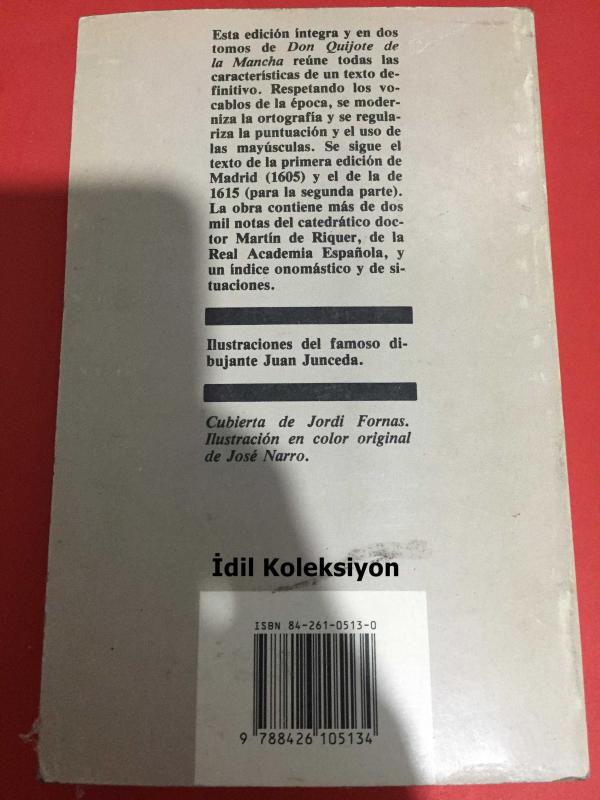 Esta edición íntegra y en dos
tomos de Don Quijote de
la Mancha reúne todas las
características de un texto de-
finitivo. Respetando los vo-
cablos de la época, se moder-
niza la ortografía y se regula-
riza la puntuación y el uso de
las mayúsculas. Se sigue el
texto de la primera edición de
Madrid (1605) y el de la de
1615 (para la segunda parte).
La obra contiene más de dos
mil notas del catedrático doc-
tor Martín de Riquer, de la
Real Academia Española, y
un índice onomástico y de si-
tuaciones.
Ilustraciones del famoso di-
bujante Juan Junceda.
Cubierta de Jordi Fornas.
Ilustración en color original
de José Narro.
İdil Koleksiyon
ISBN 84-261-0513-0
9 788426 105134